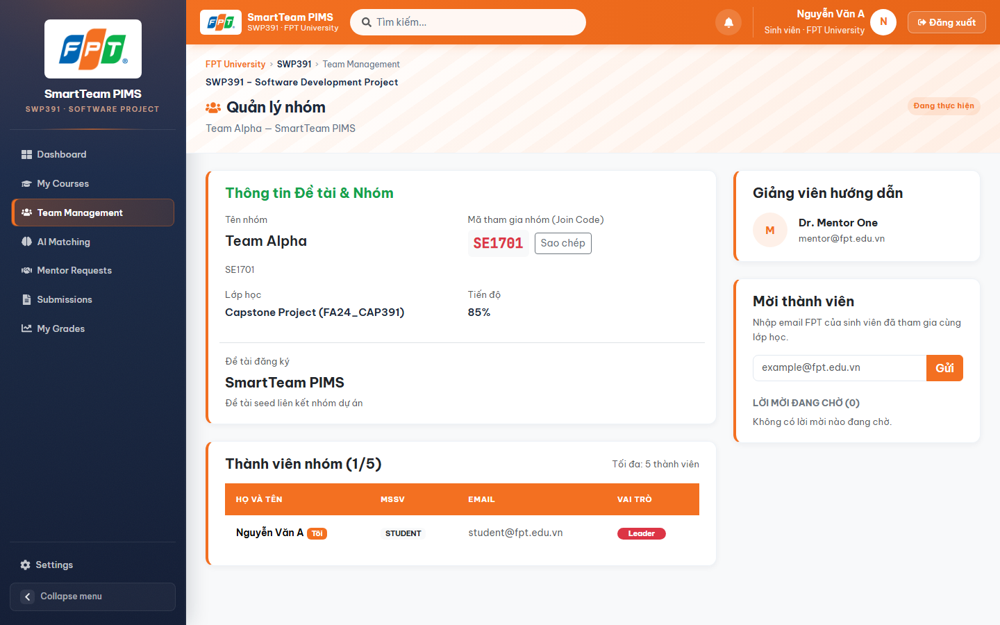 FPT®
SmartTeam PIMS
SWP391 · SOFTWARE PROJECT
Dashboard
My Courses
Team Management
AI Matching
Mentor Requests
Submissions
My Grades
Settings
Collapse menu
FPT
SmartTeam PIMS
SWP391 · FPT University
Tìm kiếm...
Nguyễn Văn A
Sinh viên · FPT University
N
Đăng xuất
FPT University › SWP391 › Team Management
SWP391 – Software Development Project
Quản lý nhóm
Team Alpha — SmartTeam PIMS
Đang thực hiện
Thông tin Đề tài & Nhóm
Tên nhóm
Team Alpha
SE1701
Mã tham gia nhóm (Join Code)
SE1701
Sao chép
Lớp học
Capstone Project (FA24_CAP391)
Tiến độ
85%
Đề tài đăng ký
SmartTeam PIMS
Đề tài seed liên kết nhóm dự án
Thành viên nhóm (1/5)
Tối đa: 5 thành viên
HỌ VÀ TÊN MSSV EMAIL VAI TRÒ
Nguyễn Văn A Tôi STUDENT student@fpt.edu.vn Leader
Giảng viên hướng dẫn
M
Dr. Mentor One
mentor@fpt.edu.vn
Mời thành viên
Nhập email FPT của sinh viên đã tham gia cùng
lớp học.
example@fpt.edu.vn
Gửi
LỜI MỜI ĐANG CHỜ (0)
Không có lời mời nào đang chờ.